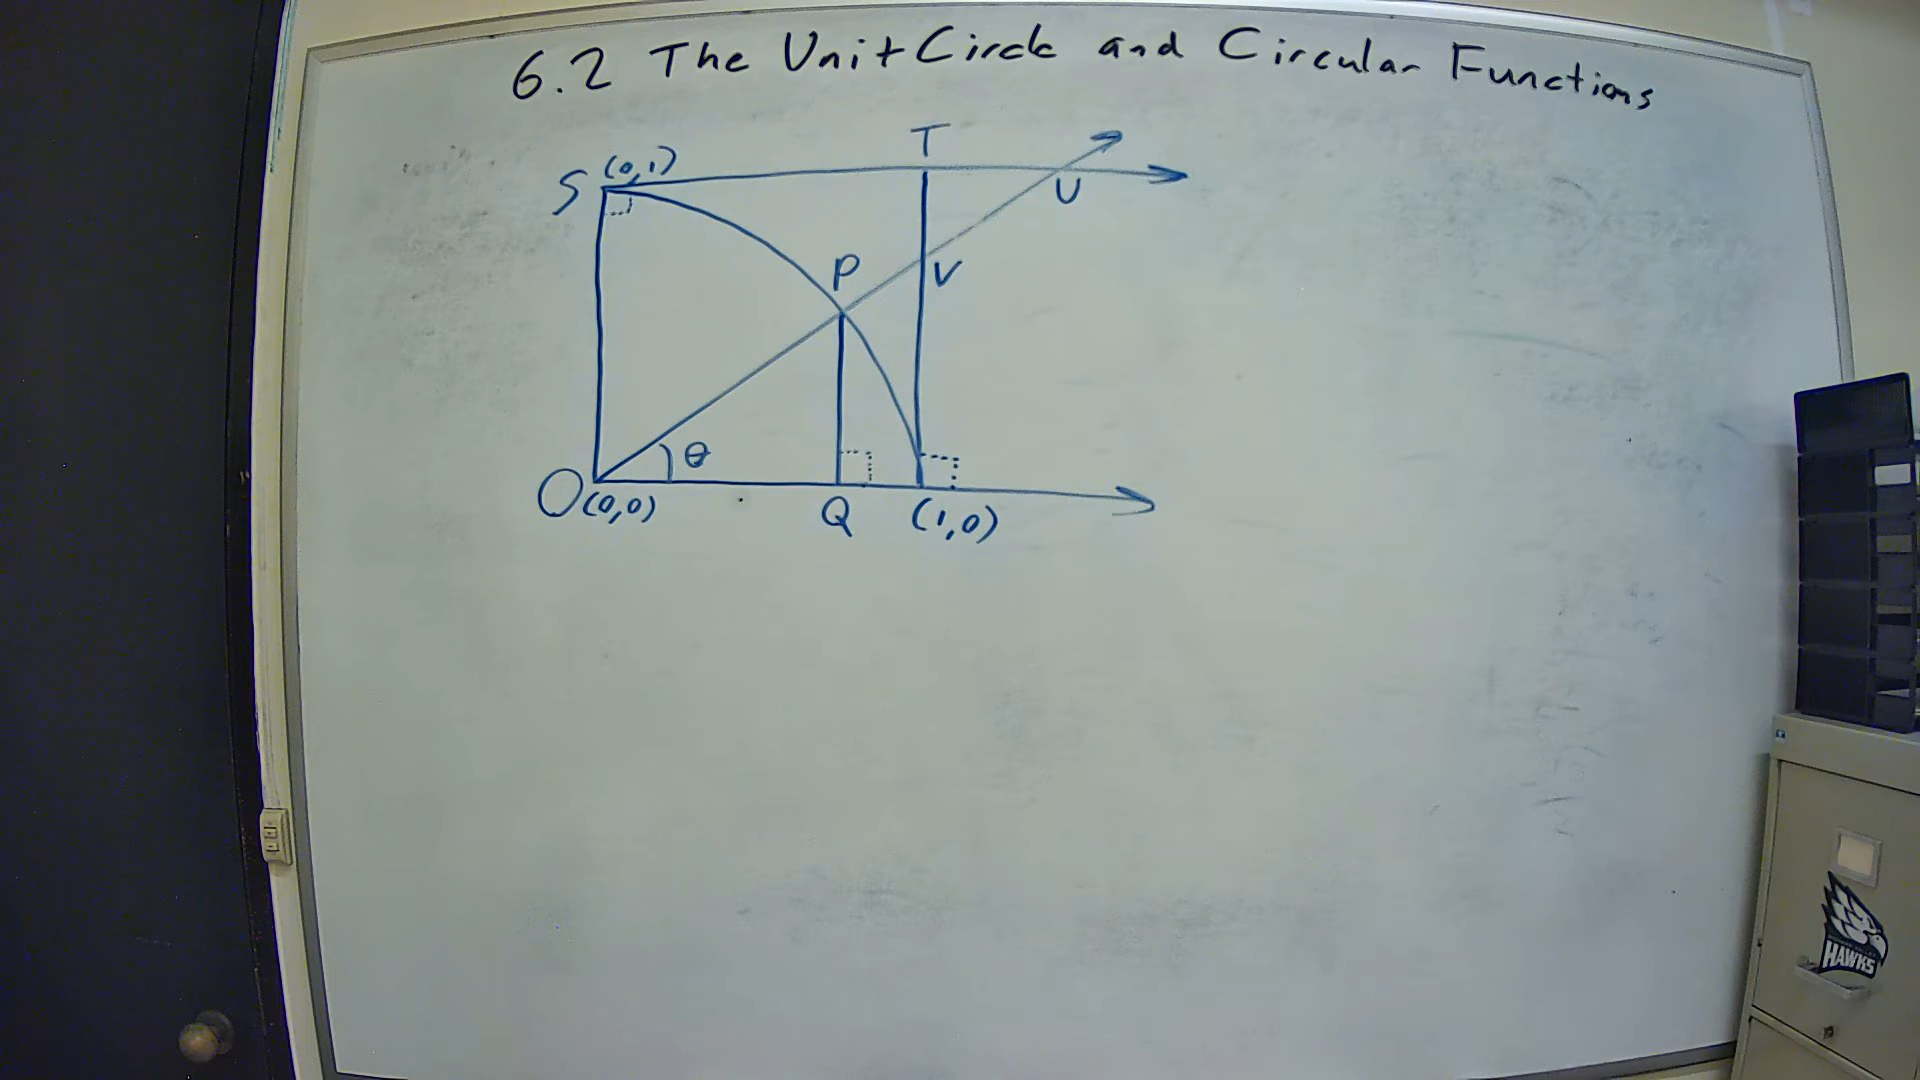 6.2 The Unit Circle and Circular Functions
T
S (0,1)
U
P
V
θ
O(0,0)
Q
(1,0)
HAWKS